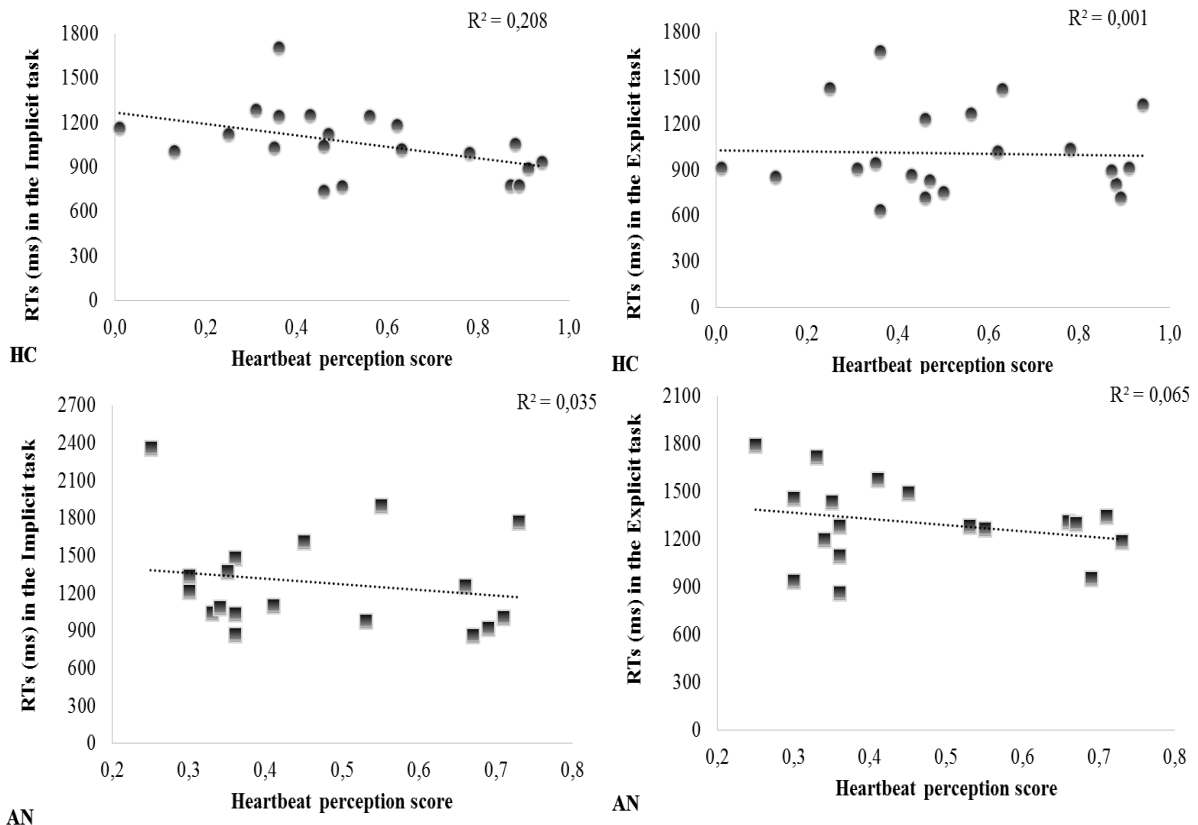 R² = 0,208
RTs (ms) in the Implicit task
1800
1500
1200
900
600
300
0
0,0 0,2 0,4 0,6 0,8 1,0
Heartbeat perception score
HC
R² = 0,001
RTs (ms) in the Explicit task
1800
1500
1200
900
600
300
0
0,0 0,2 0,4 0,6 0,8 1,0
Heartbeat perception score
HC
R² = 0,035
RTs (ms) in the Implicit task
2700
2400
2100
1800
1500
1200
900
600
300
0
0,2 0,3 0,4 0,5 0,6 0,7 0,8
Heartbeat perception score
AN
R² = 0,065
RTs (ms) in the Explicit task
2100
1800
1500
1200
900
600
300
0
0,2 0,3 0,4 0,5 0,6 0,7 0,8
Heartbeat perception score
AN